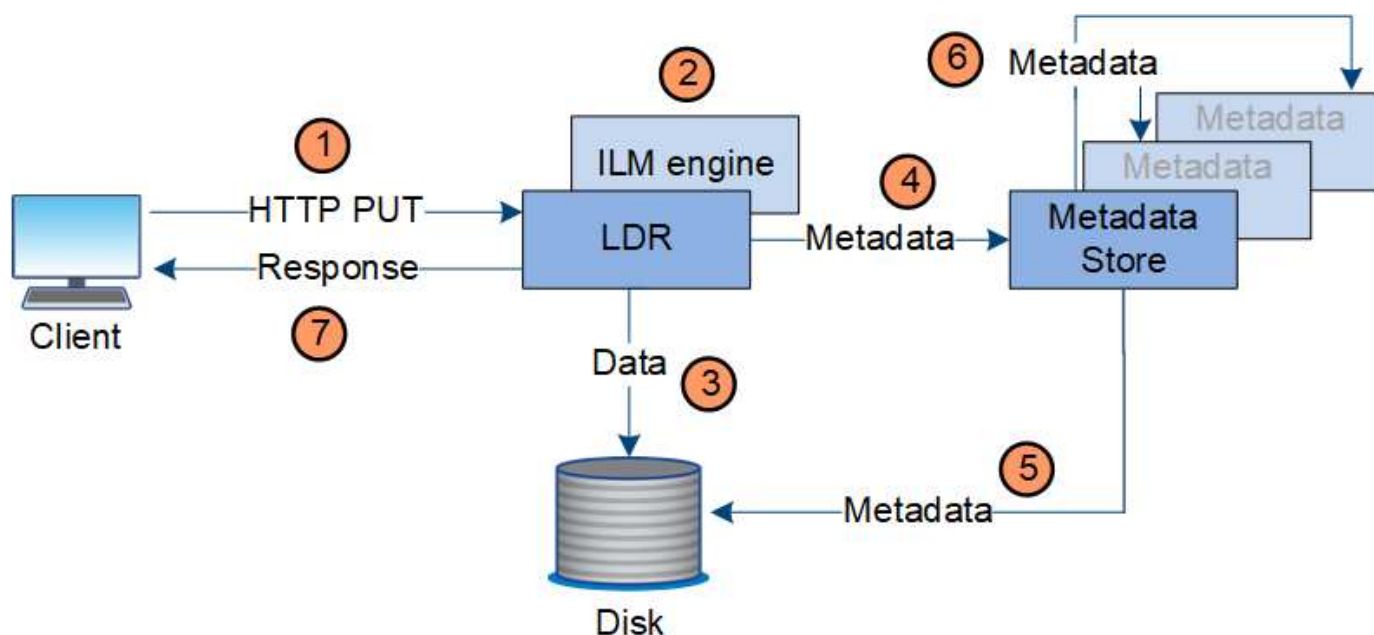 6
Metadata
2
Metadata
1
ILM engine
Metadata
4
HTTP PUT
LDR
Metadata
Metadata
Store
Response
7
Client
Data
3
5
Metadata
Disk